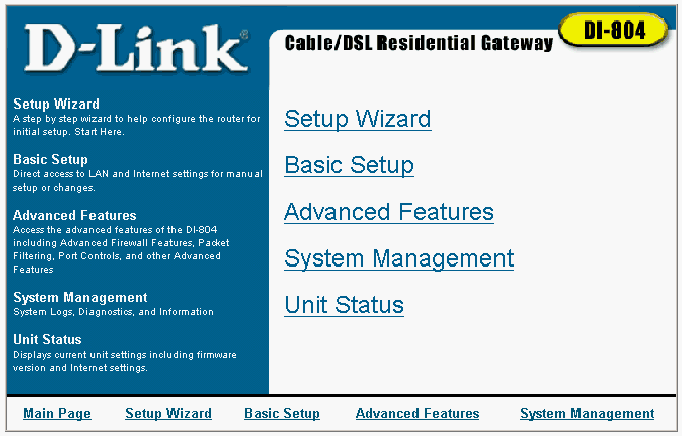 D-Link®
Cable/DSL Residential Gateway
DI-804
Setup Wizard
A step by step wizard to help configure the router for
initial setup. Start Here.
Basic Setup
Direct access to LAN and Internet settings for manual
setup or changes.
Advanced Features
Access the advanced features of the DI-804
including Advanced Firewall Features, Packet
Filtering, Port Controls, and other Advanced
Features
System Management
System Logs, Diagnostics, and Information
Unit Status
Displays current unit settings including firmware
version and Internet settings.
Setup Wizard
Basic Setup
Advanced Features
System Management
Unit Status
Main Page Setup Wizard Basic Setup Advanced Features System Management